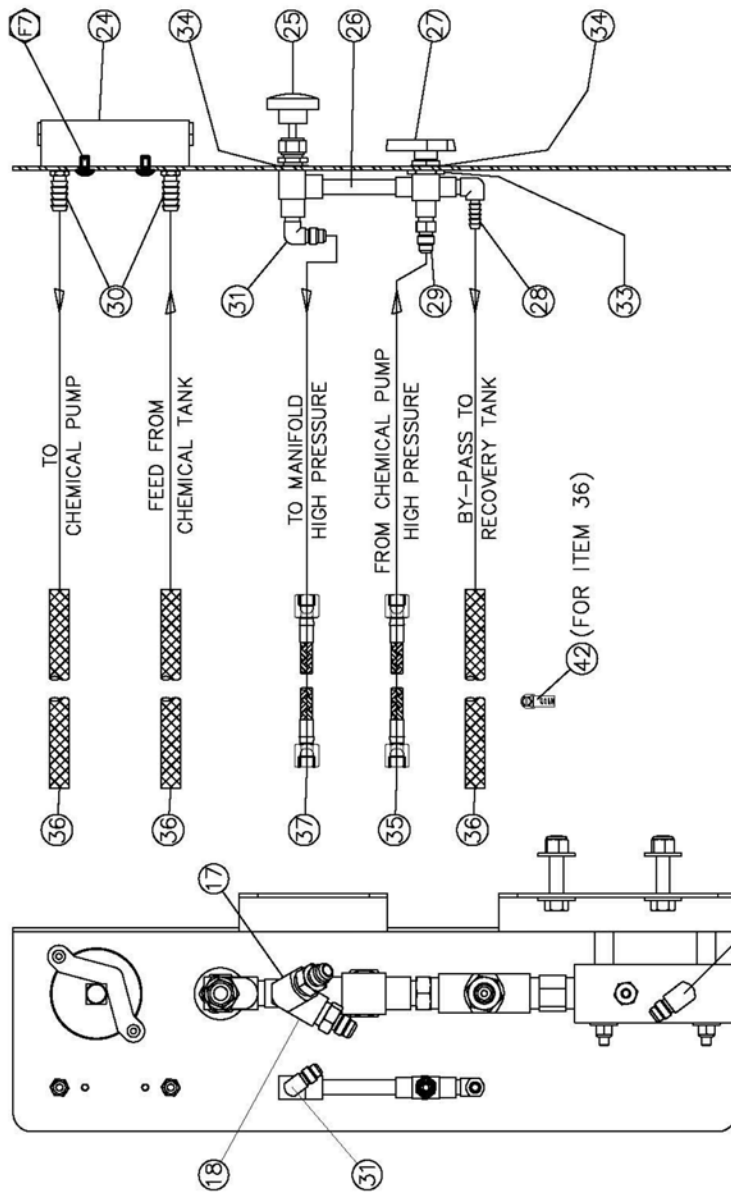 F7
24
34
25
26
27
34
30
31
29
28
33
TO
CHEMICAL PUMP
FEED FROM
CHEMICAL TANK
TO MANIFOLD
HIGH PRESSURE
FROM CHEMICAL PUMP
HIGH PRESSURE
BY-PASS TO
RECOVERY TANK
42 (FOR ITEM 36)
36
36
37
35
36
17
18
31